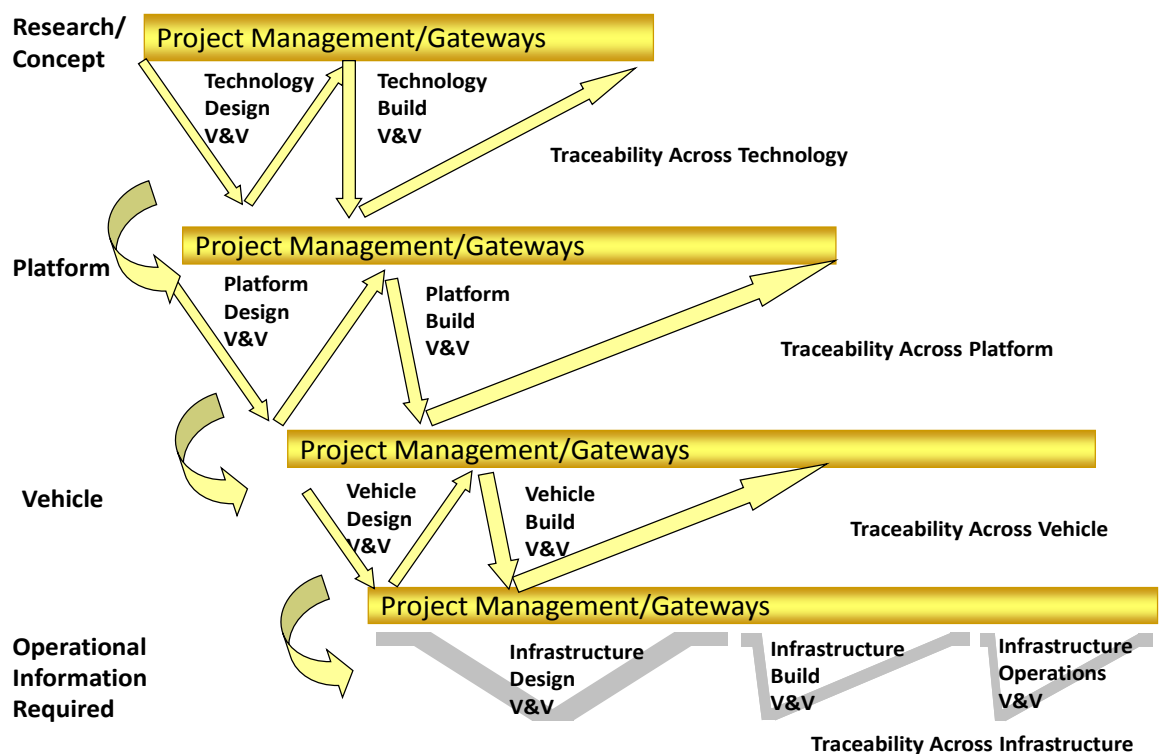 Research/
Concept
Project Management/Gateways
Technology
Design
V&V
Technology
Build
V&V
Traceability Across Technology
Platform
Project Management/Gateways
Platform
Design
V&V
Platform
Build
V&V
Traceability Across Platform
Vehicle
Project Management/Gateways
Vehicle
Design
V&V
Vehicle
Build
V&V
Traceability Across Vehicle
Operational
Information
Required
Project Management/Gateways
Infrastructure
Design
V&V
Infrastructure
Build
V&V
Infrastructure
Operations
V&V
Traceability Across Infrastructure